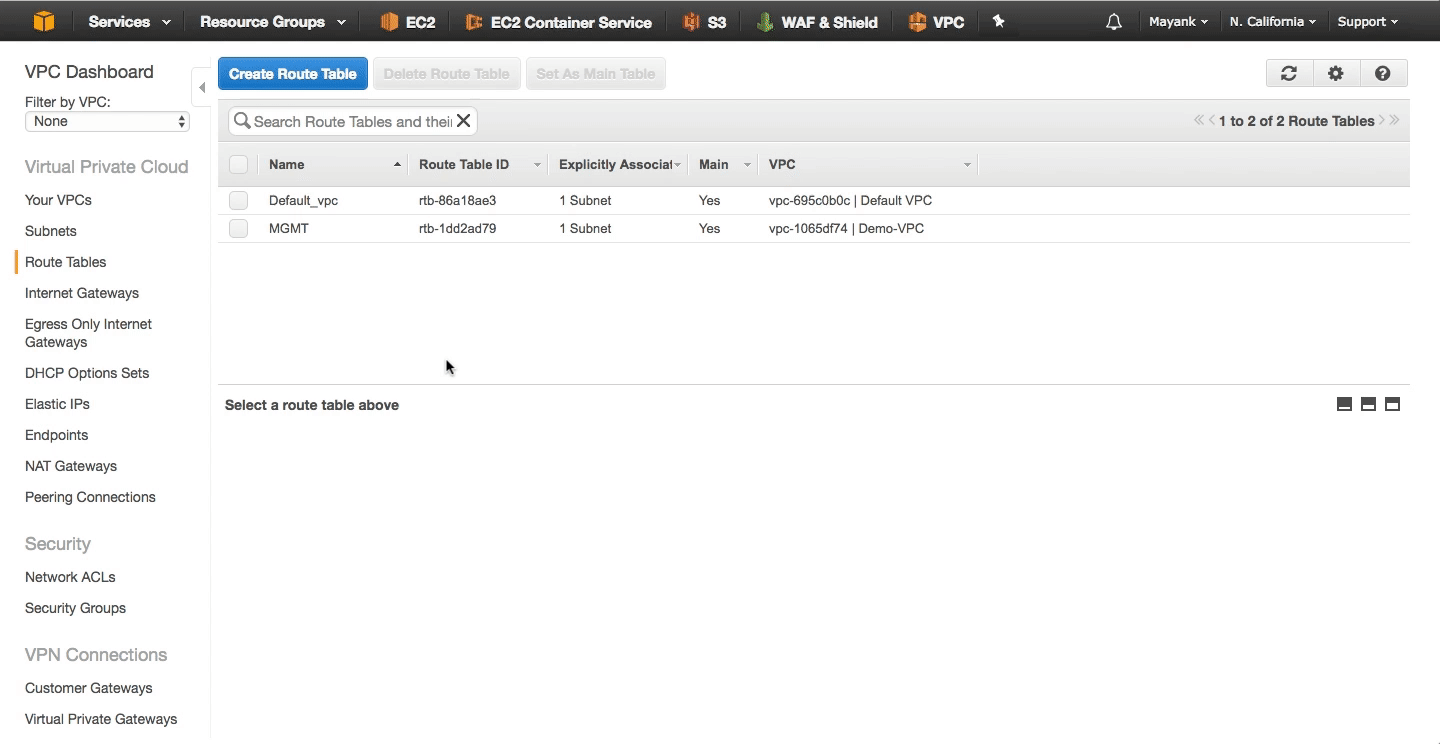 Services Resource Groups EC2 EC2 Container Service S3 WAF & Shield VPC Mayank N. California Support
VPC Dashboard
Filter by VPC:
None
Virtual Private Cloud
Your VPCs
Subnets
Route Tables
Internet Gateways
Egress Only Internet
Gateways
DHCP Options Sets
Elastic IPs
Endpoints
NAT Gateways
Peering Connections
Security
Network ACLs
Security Groups
VPN Connections
Customer Gateways
Virtual Private Gateways
Create Route Table Delete Route Table Set As Main Table
Search Route Tables and their 1 to 2 of 2 Route Tables
Name Route Table ID Explicitly Associat Main VPC
Default_vpc rtb-86a18ae3 1 Subnet Yes vpc-695c0b0c | Default VPC
MGMT rtb-1dd2ad79 1 Subnet Yes vpc-1065df74 | Demo-VPC
Select a route table above